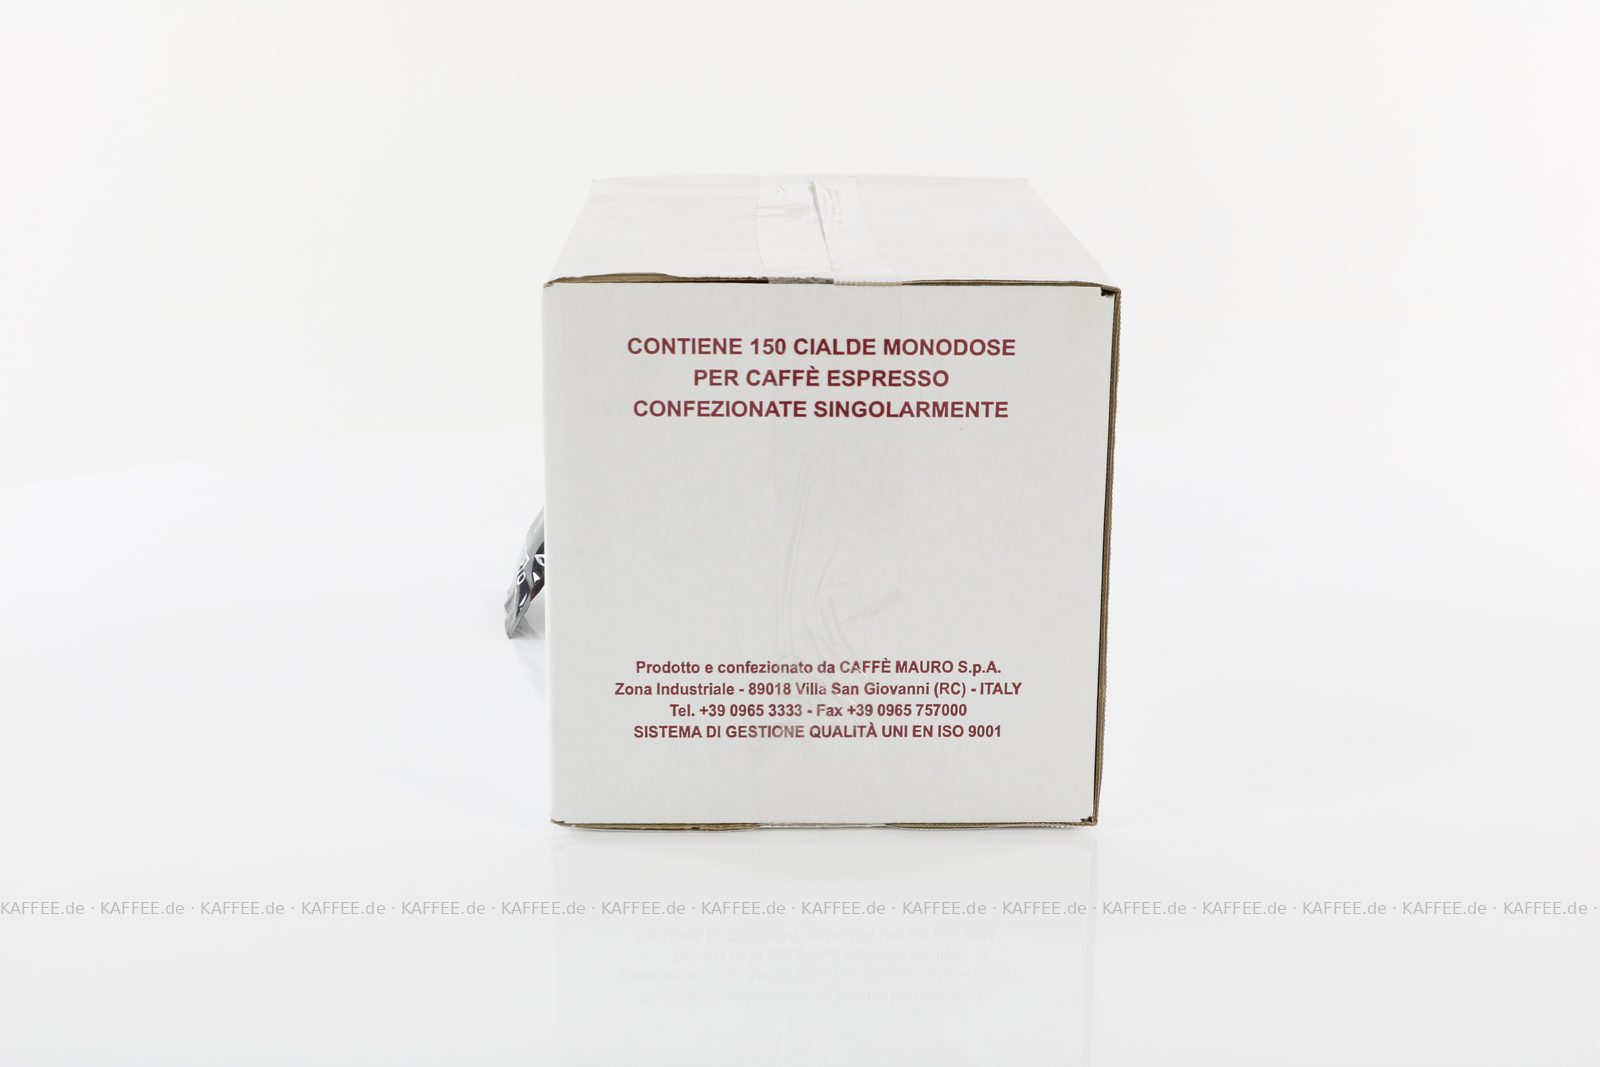 CONTIENE 150 CIALDE MONODOSE
PER CAFFÈ ESPRESSO
CONFEZIONATE SINGOLARMENTE
Prodotto e confezionato da CAFFÈ MAURO S.p.A.
Zona Industriale - 89018 Villa San Giovanni (RC) - ITALY
Tel. +39 0965 3333 - Fax +39 0965 757000
SISTEMA DI GESTIONE QUALITÀ UNI EN ISO 9001
KAFFEE.de · KAFFEE.de · KAFFEE.de · KAFFEE.de · KAFFEE.de · KAFFEE.de · KAFFEE.de · KAFFEE.de · KAFFEE.de · KAFFEE.de · KAFFEE.de · KAFFEE.de · KAFFEE.de · KAFFEE.de · KAFFEE.de · KAFFEE.de ·